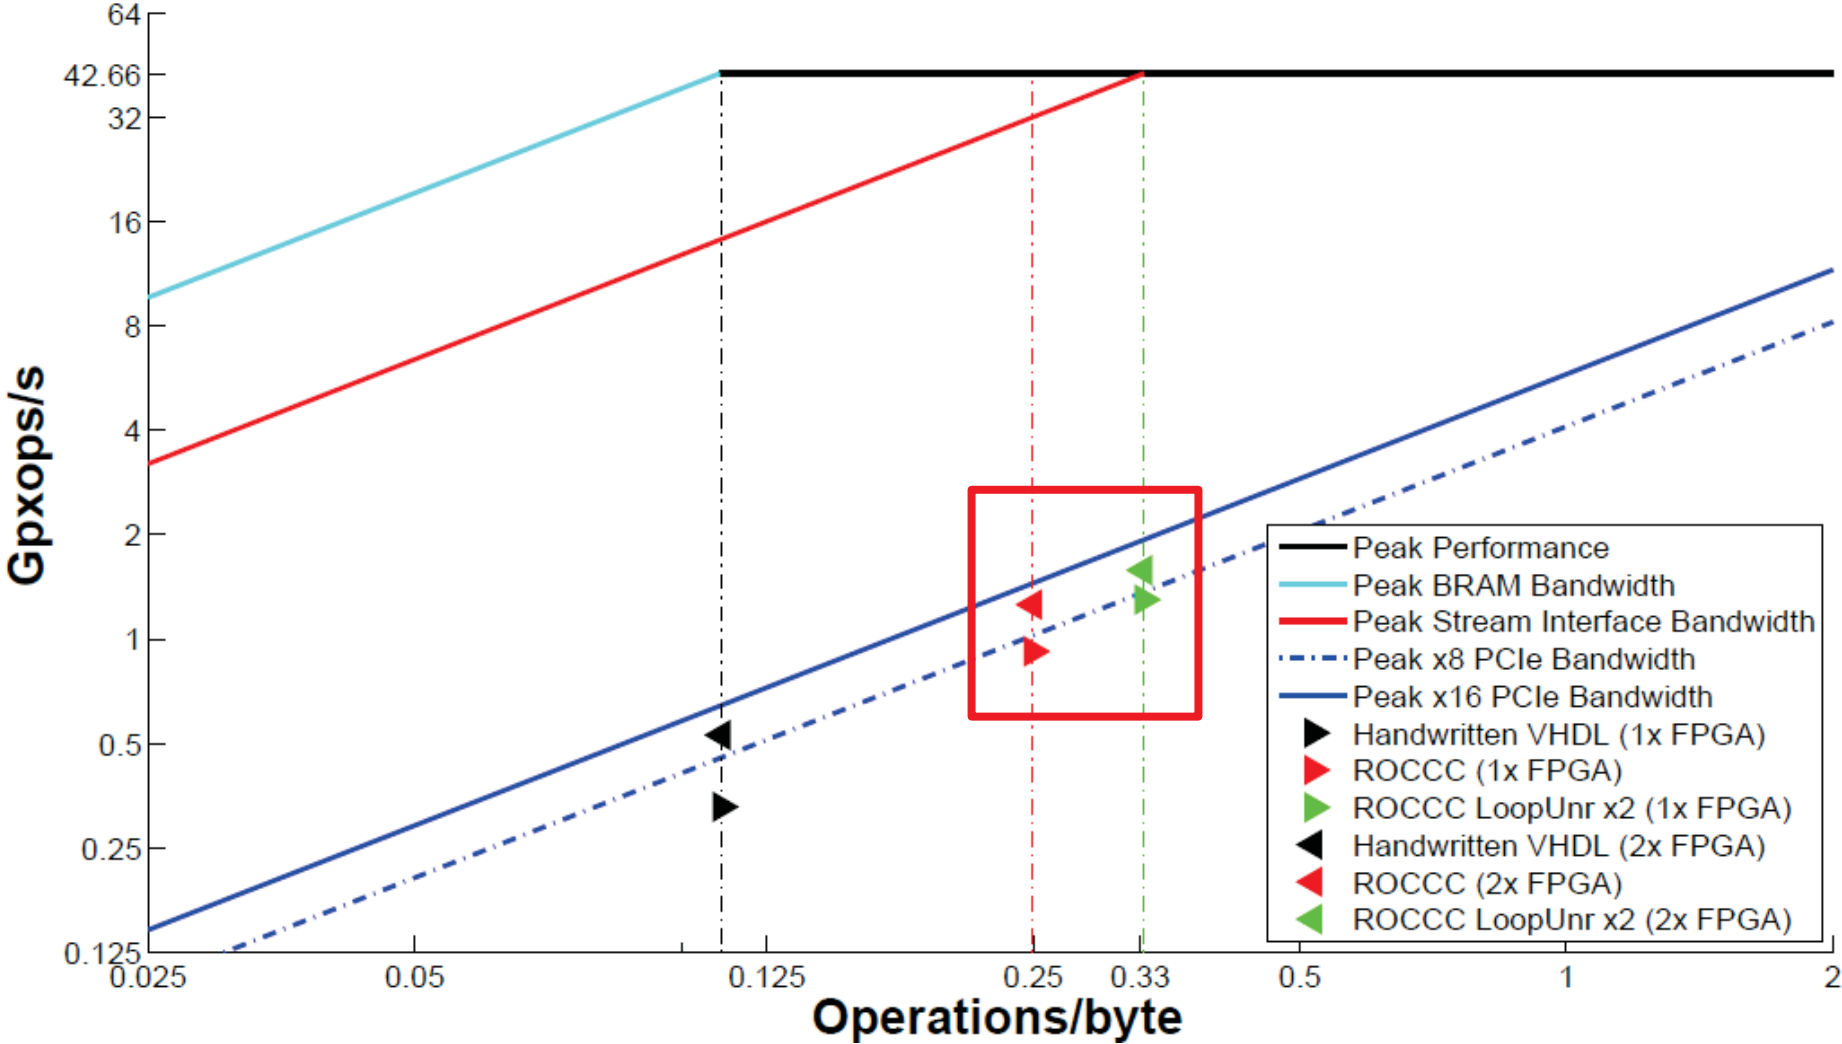 64
42.66
32
16
8
4
2
1
0.5
0.25
0.125
Gpxops/s
0.025 0.05 0.125 0.25 0.33 0.5 1 2
Operations/byte
Peak Performance
Peak BRAM Bandwidth
Peak Stream Interface Bandwidth
Peak x8 PCIe Bandwidth
Peak x16 PCIe Bandwidth
Handwritten VHDL (1x FPGA)
ROCCC (1x FPGA)
ROCCC LoopUnr x2 (1x FPGA)
Handwritten VHDL (2x FPGA)
ROCCC (2x FPGA)
ROCCC LoopUnr x2 (2x FPGA)